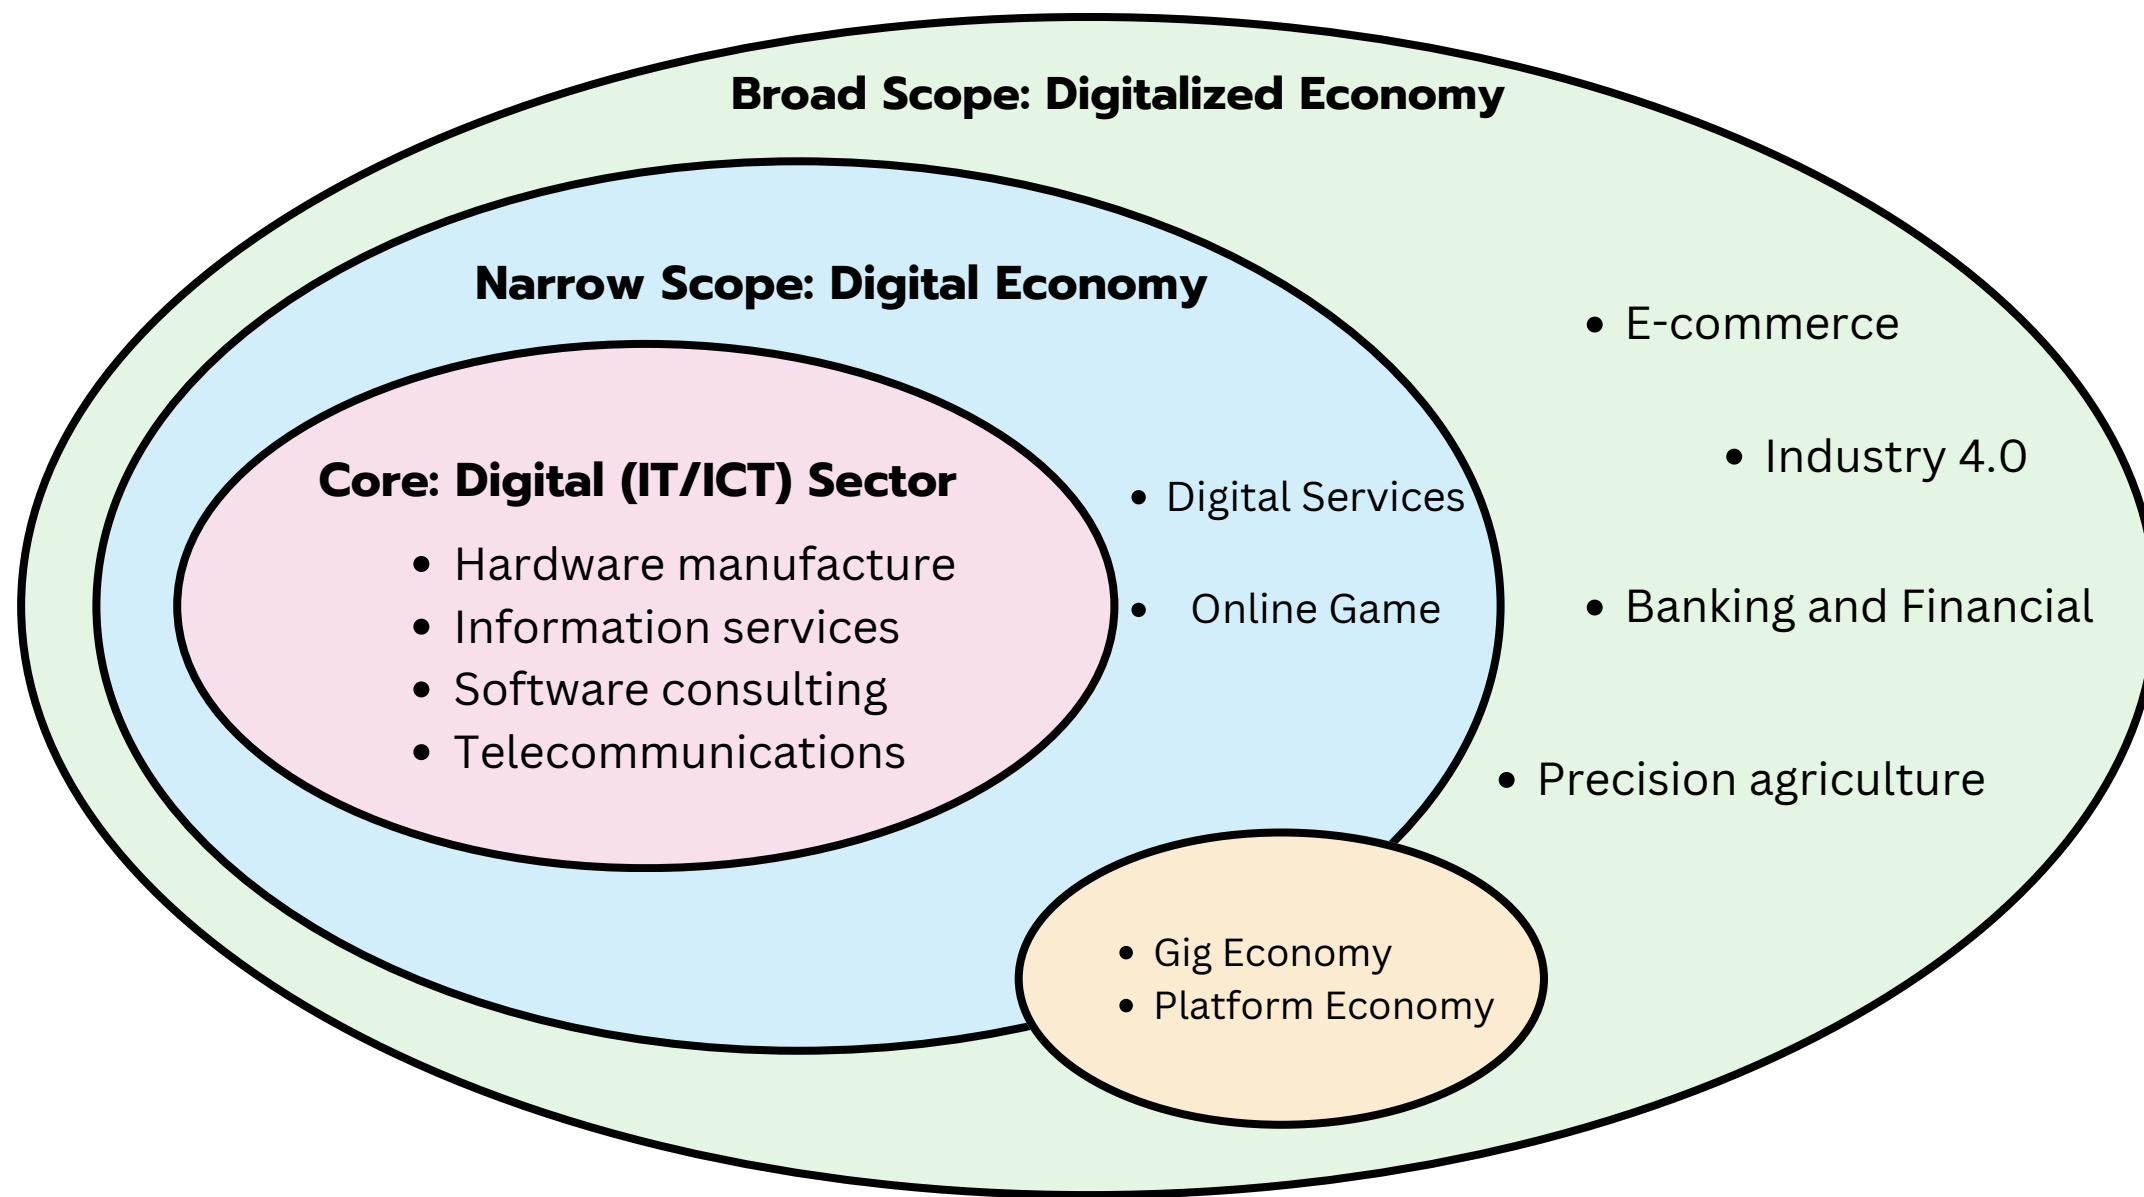 Broad Scope: Digitalized Economy
Narrow Scope: Digital Economy
Core: Digital (IT/ICT) Sector
• Hardware manufacture
• Information services
• Software consulting
• Telecommunications
• Digital Services
• Online Game
• E-commerce
• Industry 4.0
• Banking and Financial
• Precision agriculture
• Gig Economy
• Platform Economy